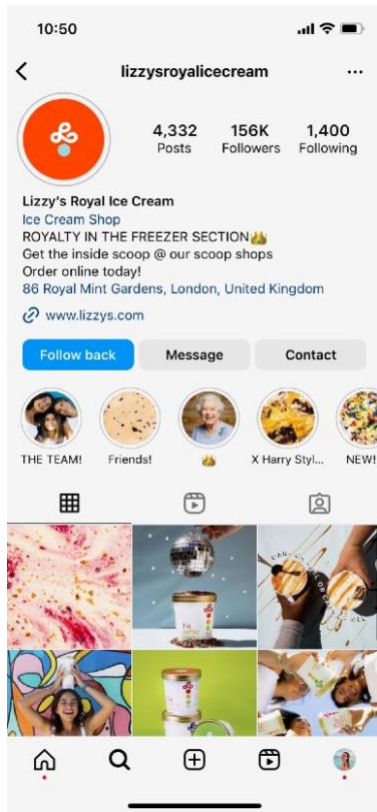 10:50
lizzysroyalicecream
4,332 156K 1,400
Posts Followers Following
Lizzy's Royal Ice Cream
Ice Cream Shop
ROYALTY IN THE FREEZER SECTION
Get the inside scoop @ our scoop shops
Order online today!
86 Royal Mint Gardens, London, United Kingdom
www.lizzys.com
Follow back Message Contact
THE TEAM! Friends! X Harry Styl... NEW!